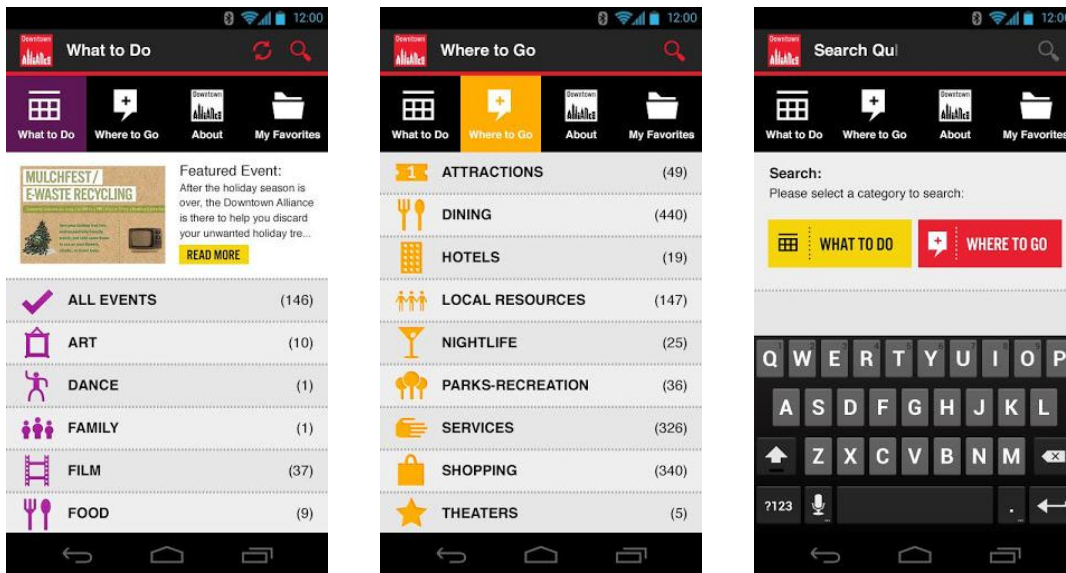 12:00
Downtown
Alliance
What to Do
What to Do
Where to Go
Downtown
Alliance
About
My Favorites
MULCHFEST/
E-WASTE RECYCLING
Featured Event:
After the holiday season is
over, the Downtown Alliance
is there to help you discard
your unwanted holiday tre...
READ MORE
ALL EVENTS (146)
ART (10)
DANCE (1)
FAMILY (1)
FILM (37)
FOOD (9)
12:00
Downtown
Alliance
Where to Go
What to Do
Where to Go
Downtown
Alliance
About
My Favorites
1
ATTRACTIONS (49)
DINING (440)
HOTELS (19)
LOCAL RESOURCES (147)
NIGHTLIFE (25)
PARKS-RECREATION (36)
SERVICES (326)
SHOPPING (340)
THEATERS (5)
12:00
Downtown
Alliance
Search Qu
What to Do
Where to Go
Downtown
Alliance
About
My Favorites
Search:
Please select a category to search:
WHAT TO DO
WHERE TO GO
Q W E R T Y U I O P
A S D F G H J K L
Z X C V B N M
?123 .